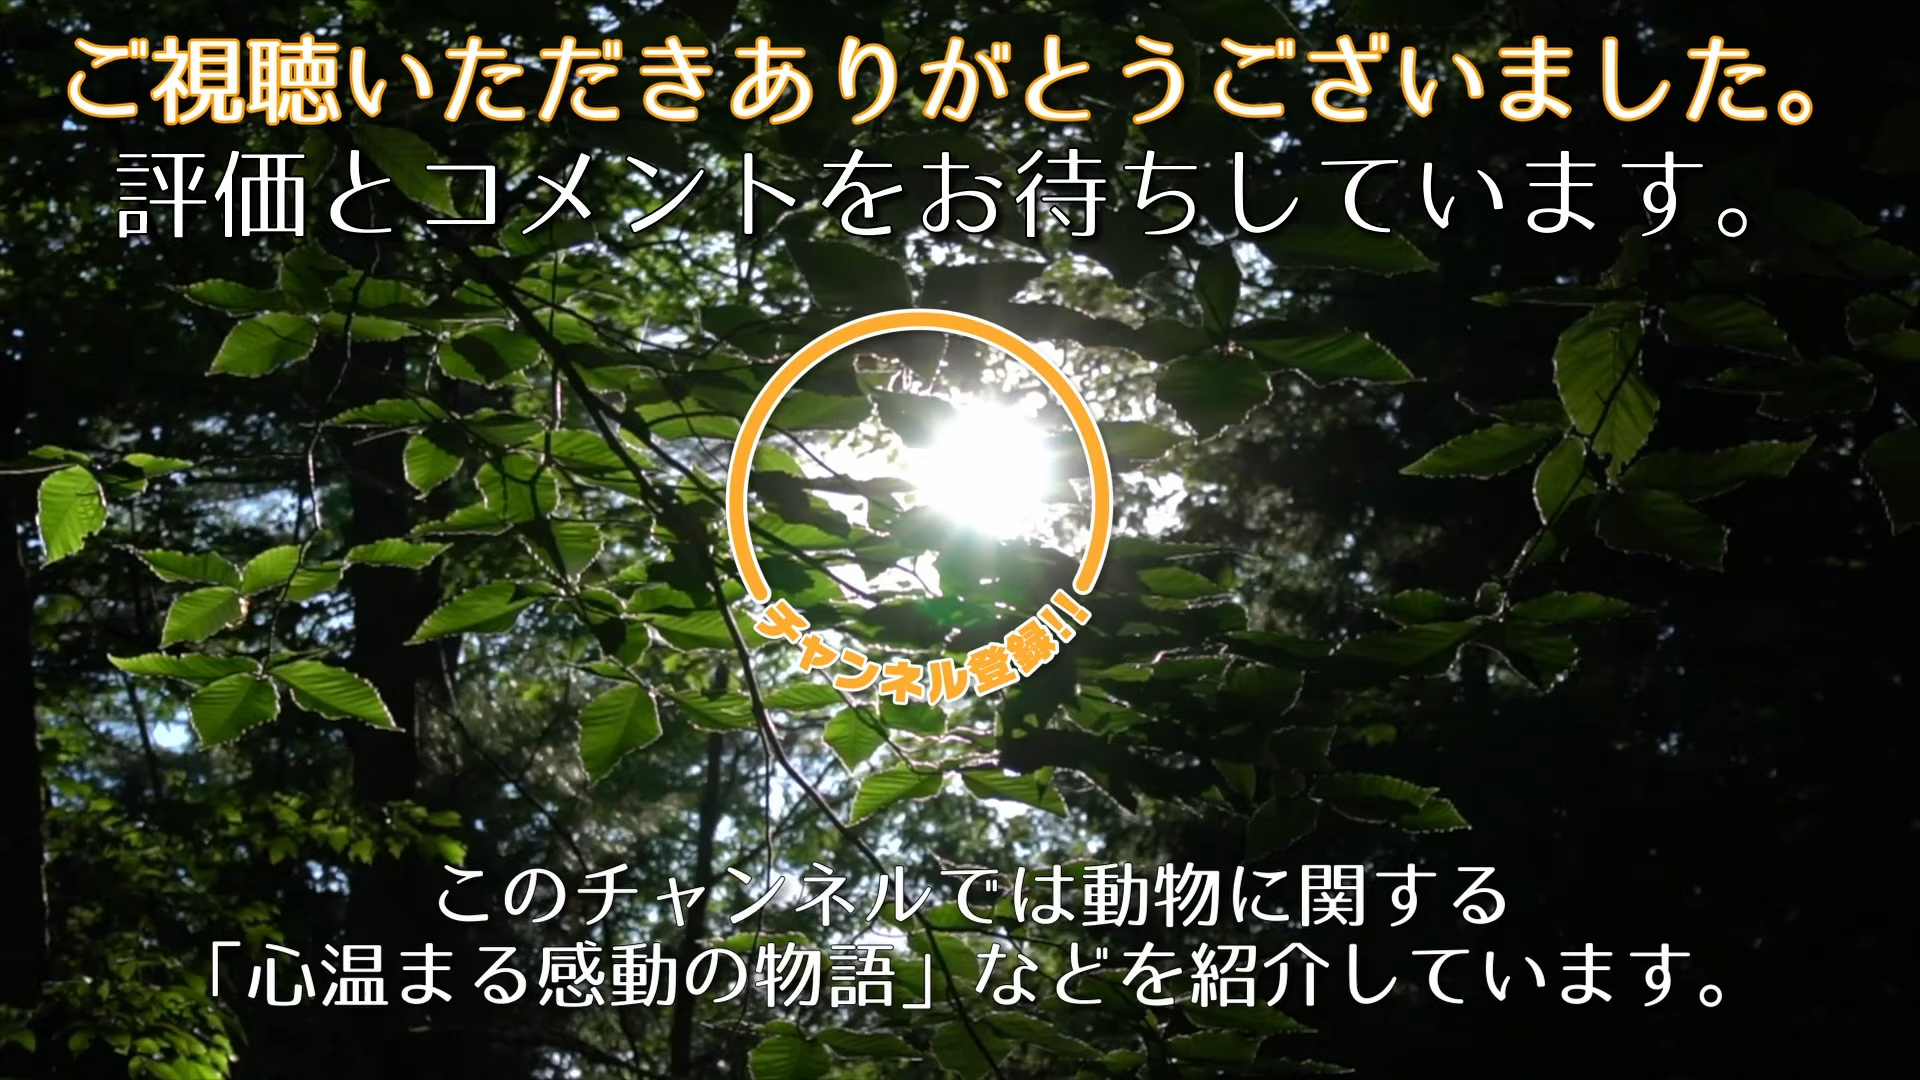 ご視聴いただきありがとうございました。
評価とコメントをお待ちしています。
チャンネル登録!!
このチャンネルでは動物に関する
「心温まる感動の物語」などを紹介しています。